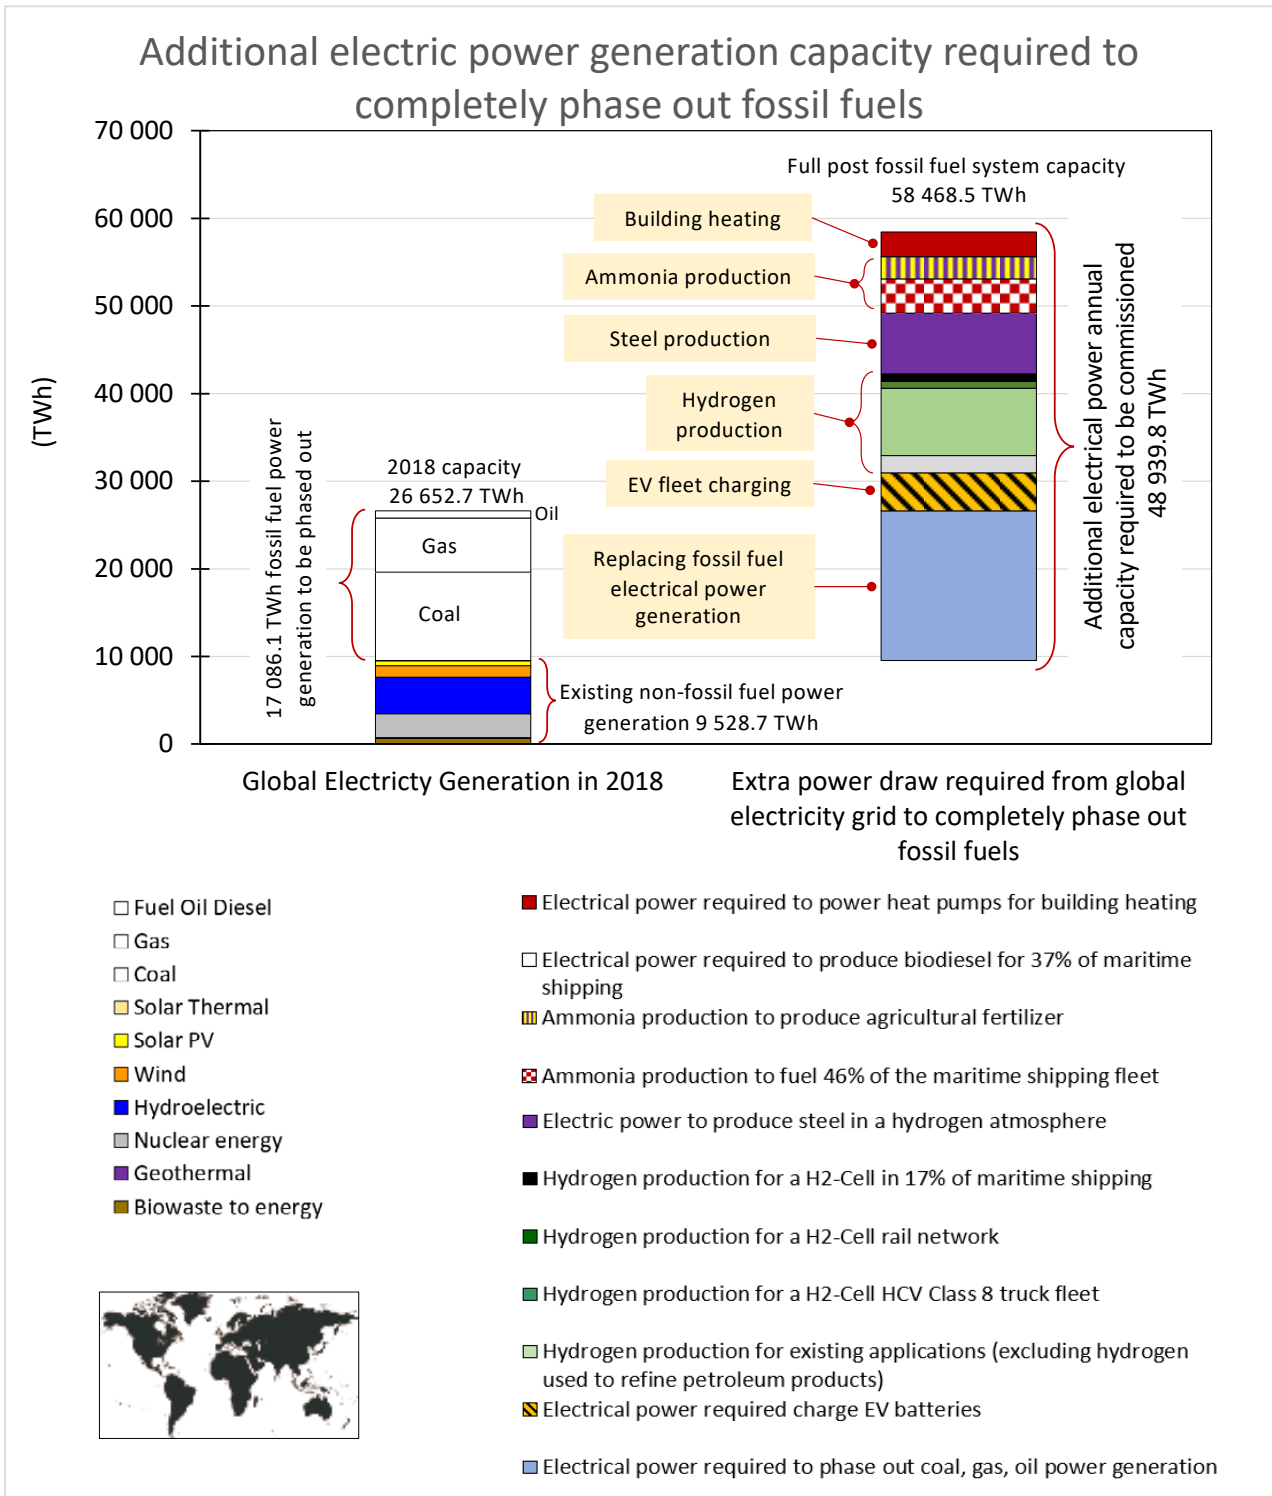 Additional electric power generation capacity required to
completely phase out fossil fuels
70 000
60 000
50 000
40 000
30 000
20 000
10 000
0
(TWh)
17 086.1 TWh fossil fuel power
generation to be phased out
2018 capacity
26 652.7 TWh
Oil
Gas
Coal
Existing non-fossil fuel power
generation 9 528.7 TWh
Full post fossil fuel system capacity
58 468.5 TWh
Building heating
Ammonia production
Steel production
Hydrogen
production
EV fleet charging
Replacing fossil fuel
electrical power
generation
Additional electrical power annual
capacity required to be commissioned
48 939.8 TWh
Global Electricty Generation in 2018
Extra power draw required from global
electricity grid to completely phase out
fossil fuels
Fuel Oil Diesel
Gas
Coal
Solar Thermal
Solar PV
Wind
Hydroelectric
Nuclear energy
Geothermal
Biowaste to energy
Electrical power required to power heat pumps for building heating
Electrical power required to produce biodiesel for 37% of maritime
shipping
Ammonia production to produce agricultural fertilizer
Ammonia production to fuel 46% of the maritime shipping fleet
Electric power to produce steel in a hydrogen atmosphere
Hydrogen production for a H2-Cell in 17% of maritime shipping
Hydrogen production for a H2-Cell rail network
Hydrogen production for a H2-Cell HCV Class 8 truck fleet
Hydrogen production for existing applications (excluding hydrogen
used to refine petroleum products)
Electrical power required charge EV batteries
Electrical power required to phase out coal, gas, oil power generation